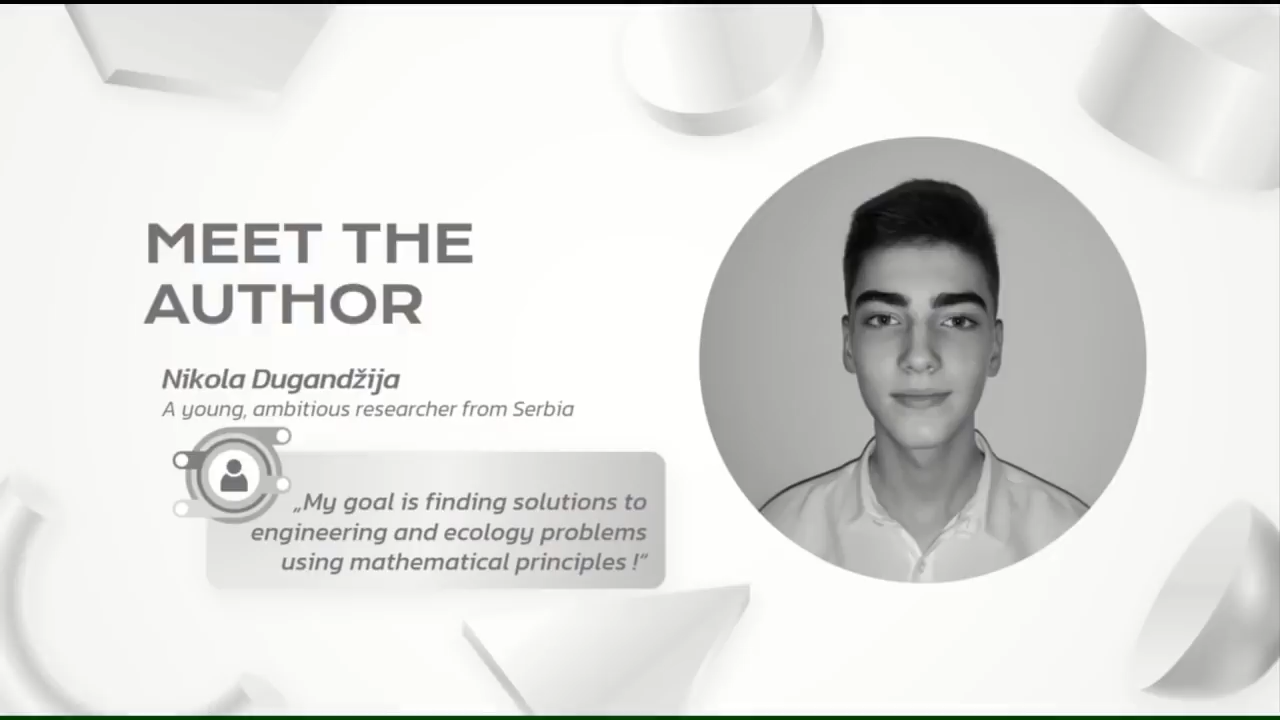 MEET THE
AUTHOR
Nikola Dugandžija
A young, ambitious researcher from Serbia
„My goal is finding solutions to
engineering and ecology problems
using mathematical principles !“